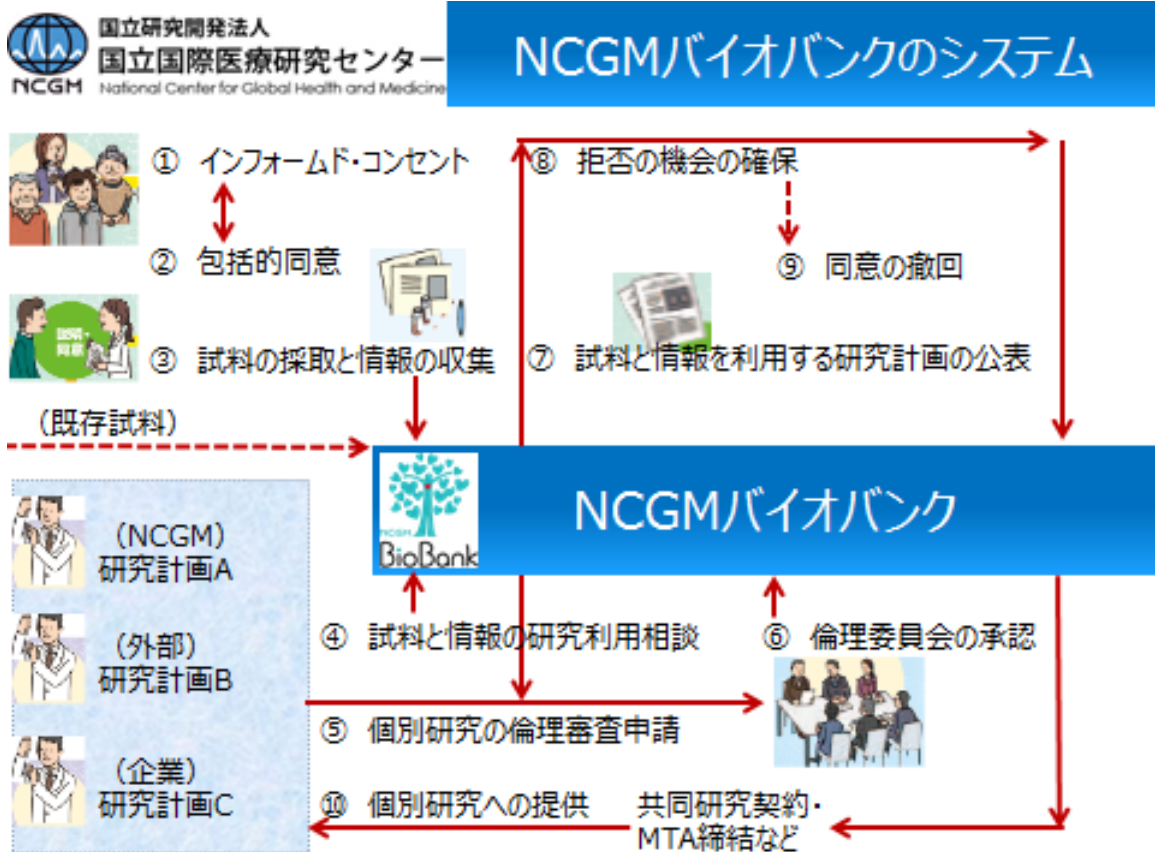 国立研究開発法人
国立国際医療研究センター
NCGM
National Center for Global Health and Medicine
NCGMバイオバンクのシステム
① インフォームド・コンセント
② 包括的同意
同意
③ 試料の採取と情報の収集
(既存試料)
⑧ 拒否の機会の確保
⑨ 同意の撤回
⑦ 試料と情報を利用する研究計画の公表
NCGM
BioBank
NCGMバイオバンク
(NCGM)
研究計画A
(外部)
研究計画B
(企業)
研究計画C
④ 試料と情報の研究利用相談
⑥ 倫理委員会の承認
⑤ 個別研究の倫理審査申請
⑩ 個別研究への提供
共同研究契約・
MTA締結など